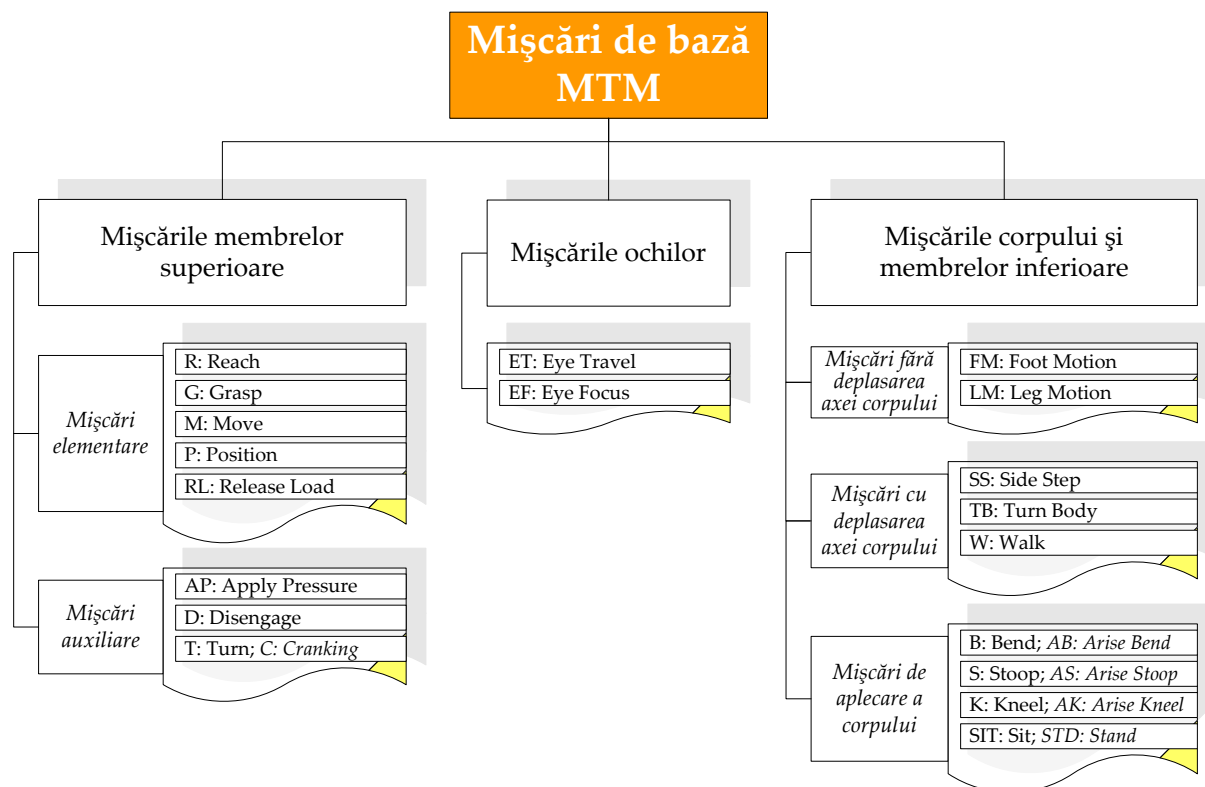 Mişcări de bază
MTM
Mişcările membrelor
superioare
Mişcări
elementare
R: Reach
G: Grasp
M: Move
P: Position
RL: Release Load
Mişcări
auxiliare
AP: Apply Pressure
D: Disengage
T: Turn; C: Cranking
Mişcările ochilor
ET: Eye Travel
EF: Eye Focus
Mişcările corpului şi
membrelor inferioare
Mişcări fără
deplasarea
axei corpului
FM: Foot Motion
LM: Leg Motion
Mişcări cu
deplasarea
axei corpului
SS: Side Step
TB: Turn Body
W: Walk
Mişcări de
aplecare a
corpului
B: Bend; AB: Arise Bend
S: Stoop; AS: Arise Stoop
K: Kneel; AK: Arise Kneel
SIT: Sit; STD: Stand